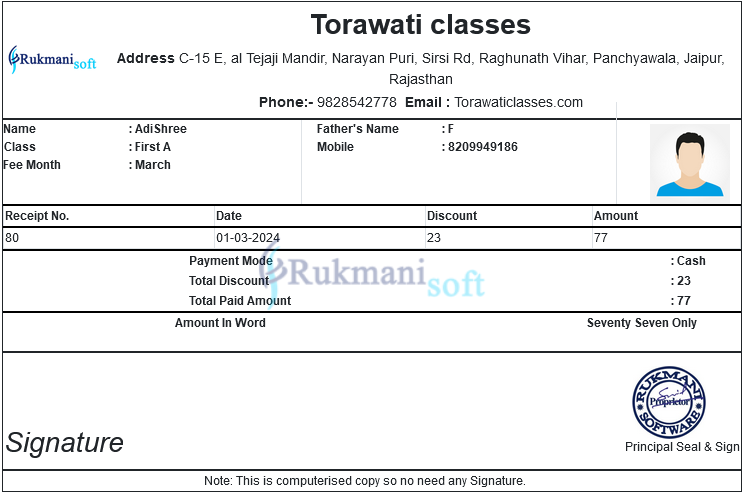 Torawati classes
Rukmani soft
Address C-15 E, al Tejaji Mandir, Narayan Puri, Sirsi Rd, Raghunath Vihar, Panchyawala, Jaipur,
Rajasthan
Phone:- 9828542778 Email : Torawaticlasses.com
Name : AdiShree Father's Name : F
Class : First A Mobile : 8209949186
Fee Month : March
Receipt No. Date Discount Amount
80 01-03-2024 23 77
Payment Mode : Cash
Rukmani soft
Total Discount : 23
Total Paid Amount : 77
Amount In Word Seventy Seven Only
RUKMANI
Proprietor
SOFTWARE
Signature
Principal Seal & Sign
Note: This is computerised copy so no need any Signature.